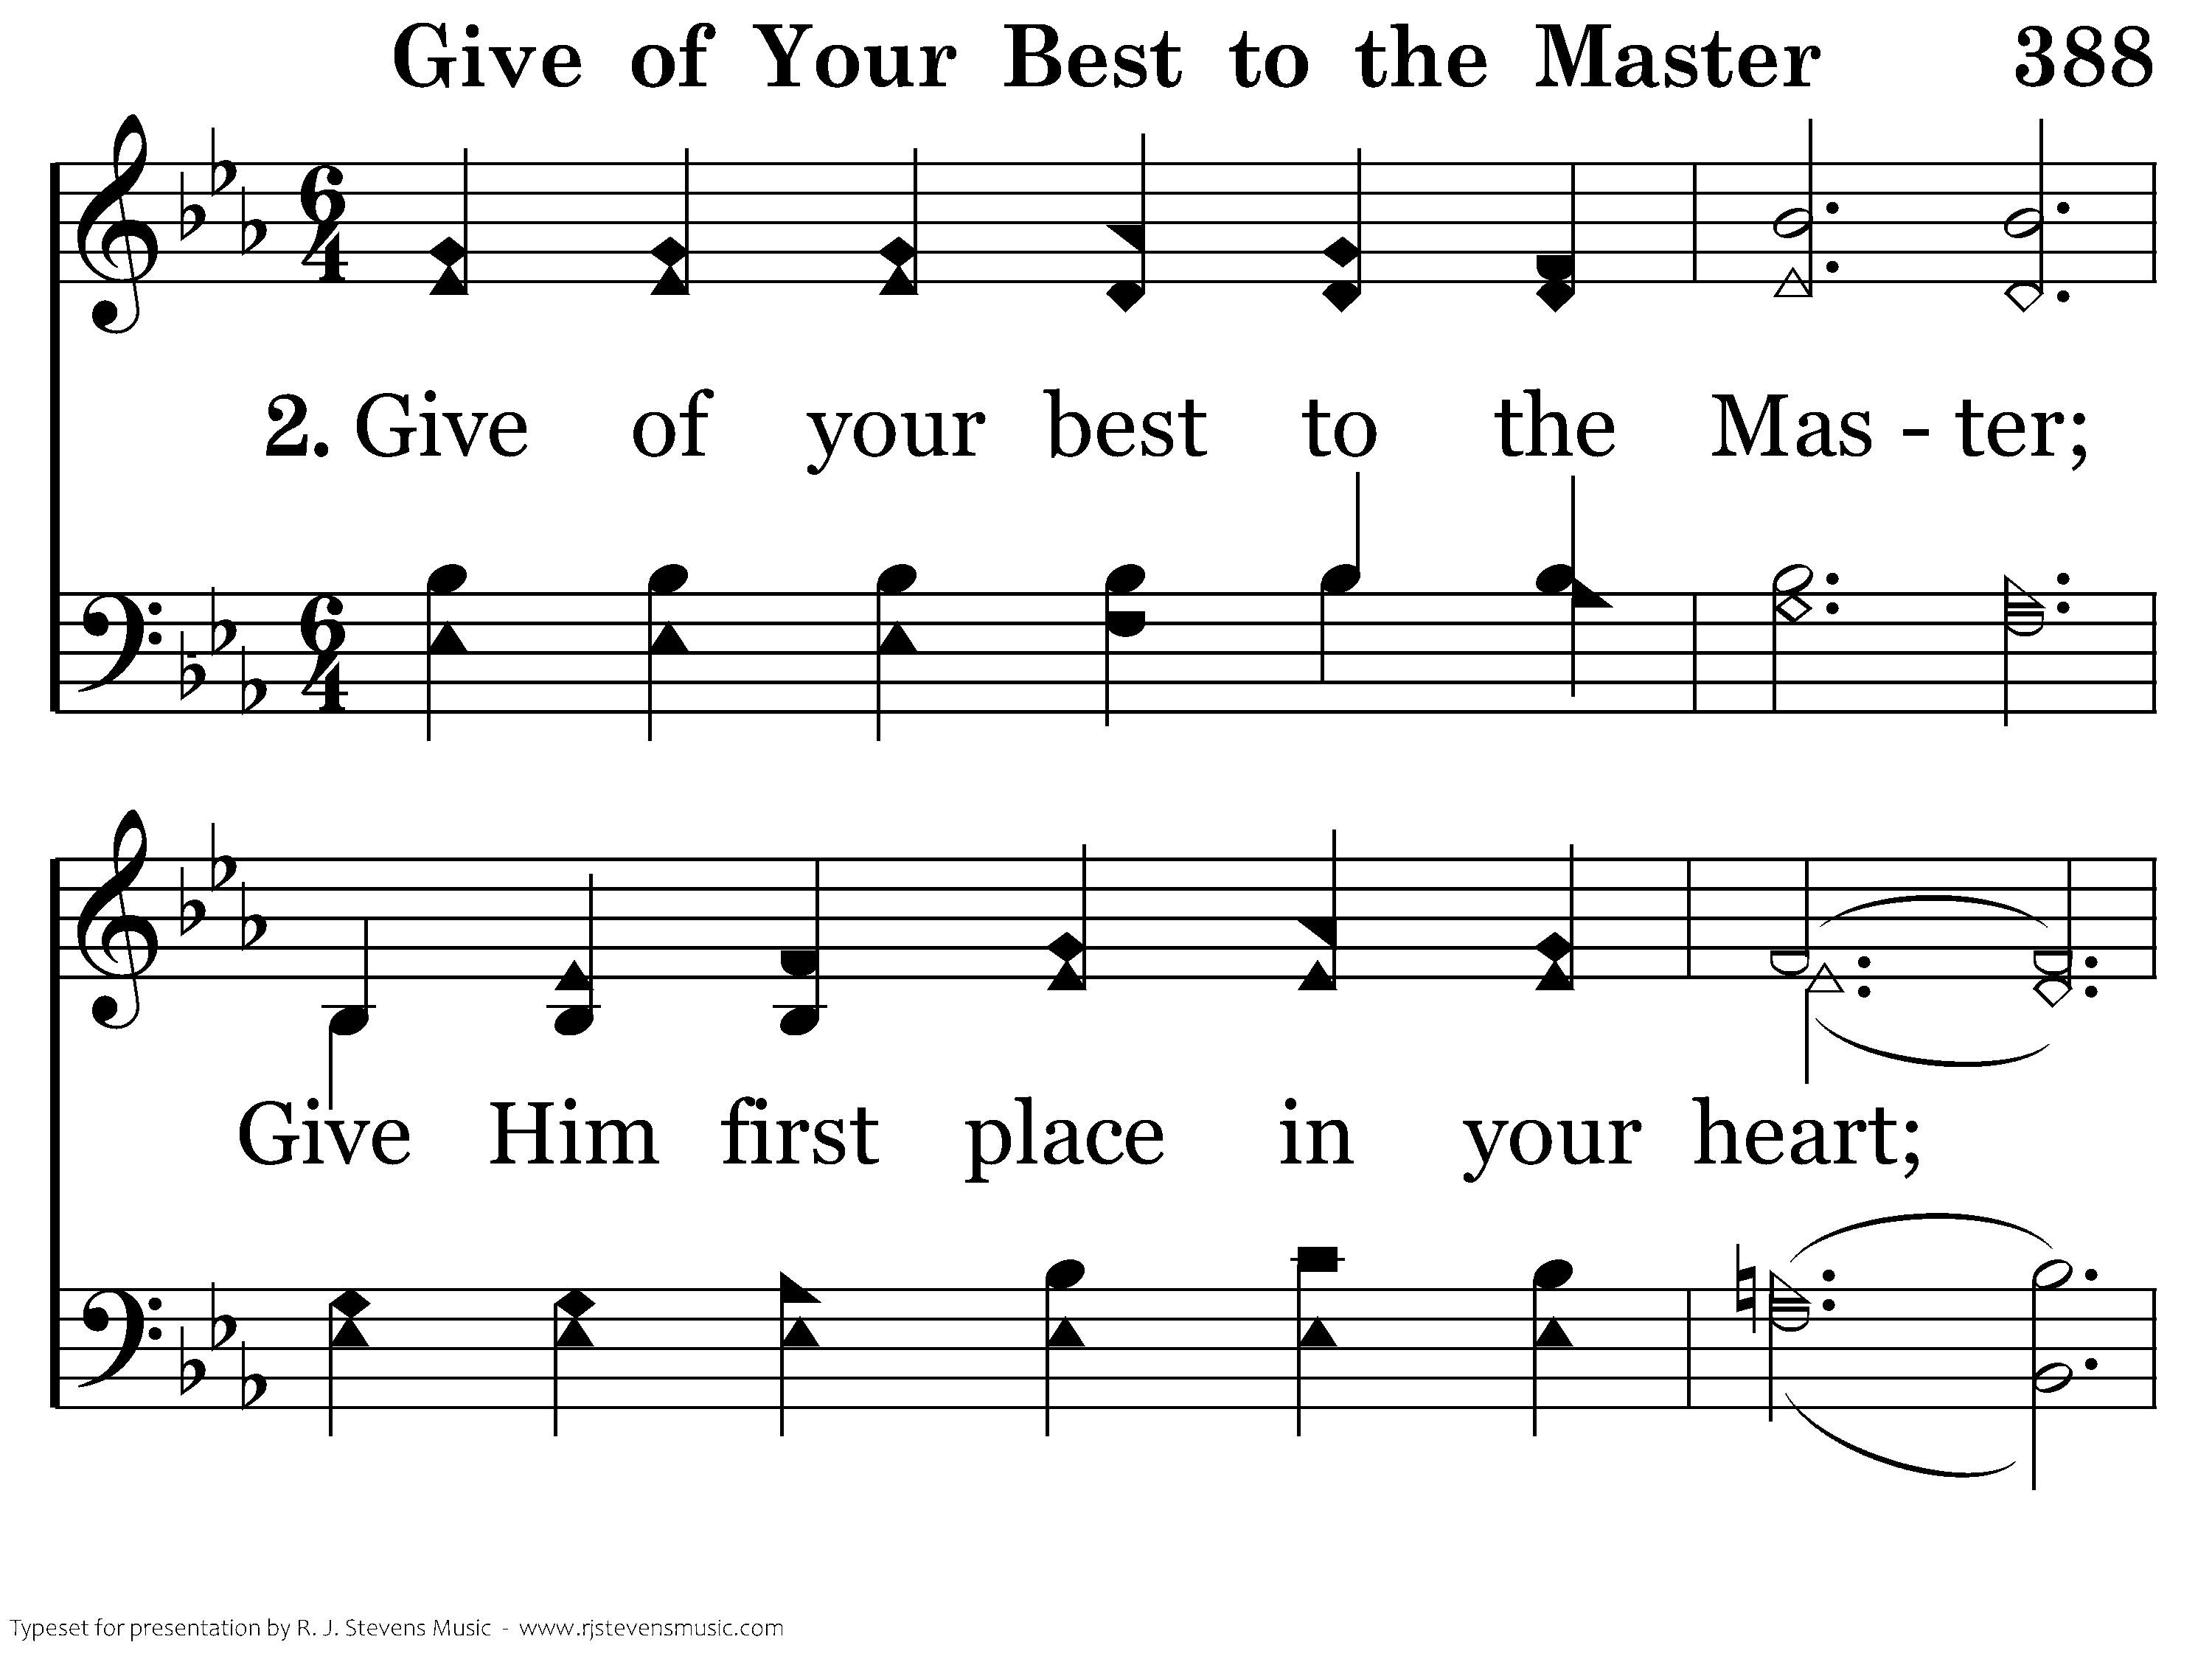 Give of Your Best to the Master 388
2. Give of your best to the Mas - ter;
Give Him first place in your heart;
Typeset for presentation by R. J. Stevens Music - www.rjstevensmusic.com